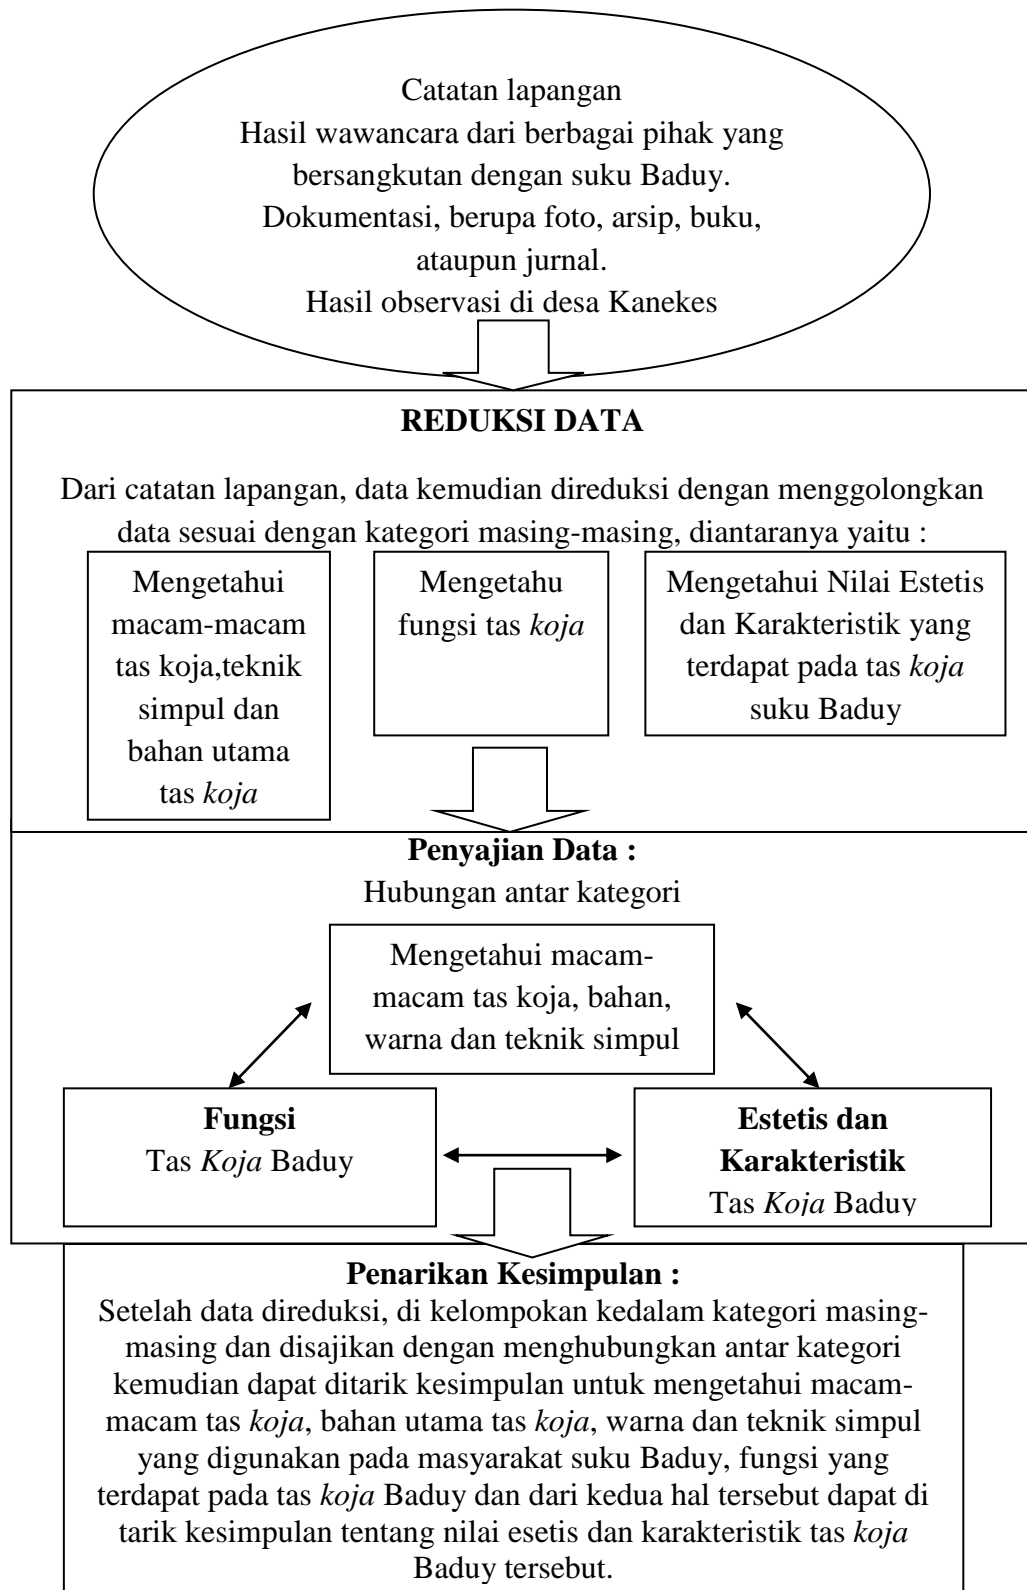 Catatan lapangan
Hasil wawancara dari berbagai pihak yang
bersangkutan dengan suku Baduy.
Dokumentasi, berupa foto, arsip, buku,
ataupun jurnal.
Hasil observasi di desa Kanekes
REDUKSI DATA
Dari catatan lapangan, data kemudian direduksi dengan menggolongkan
data sesuai dengan kategori masing-masing, diantaranya yaitu :
Mengetahui
macam-macam
tas koja,teknik
simpul dan
bahan utama
tas koja
Mengetahu
fungsi tas koja
Mengetahui Nilai Estetis
dan Karakteristik yang
terdapat pada tas koja
suku Baduy
Penyajian Data :
Hubungan antar kategori
Mengetahui macam-
macam tas koja, bahan,
warna dan teknik simpul
Fungsi
Tas Koja Baduy
Estetis dan
Karakteristik
Tas Koja Baduy
Penarikan Kesimpulan :
Setelah data direduksi, di kelompokan kedalam kategori masing-
masing dan disajikan dengan menghubungkan antar kategori
kemudian dapat ditarik kesimpulan untuk mengetahui macam-
macam tas koja, bahan utama tas koja, warna dan teknik simpul
yang digunakan pada masyarakat suku Baduy, fungsi yang
terdapat pada tas koja Baduy dan dari kedua hal tersebut dapat di
tarik kesimpulan tentang nilai esetis dan karakteristik tas koja
Baduy tersebut.